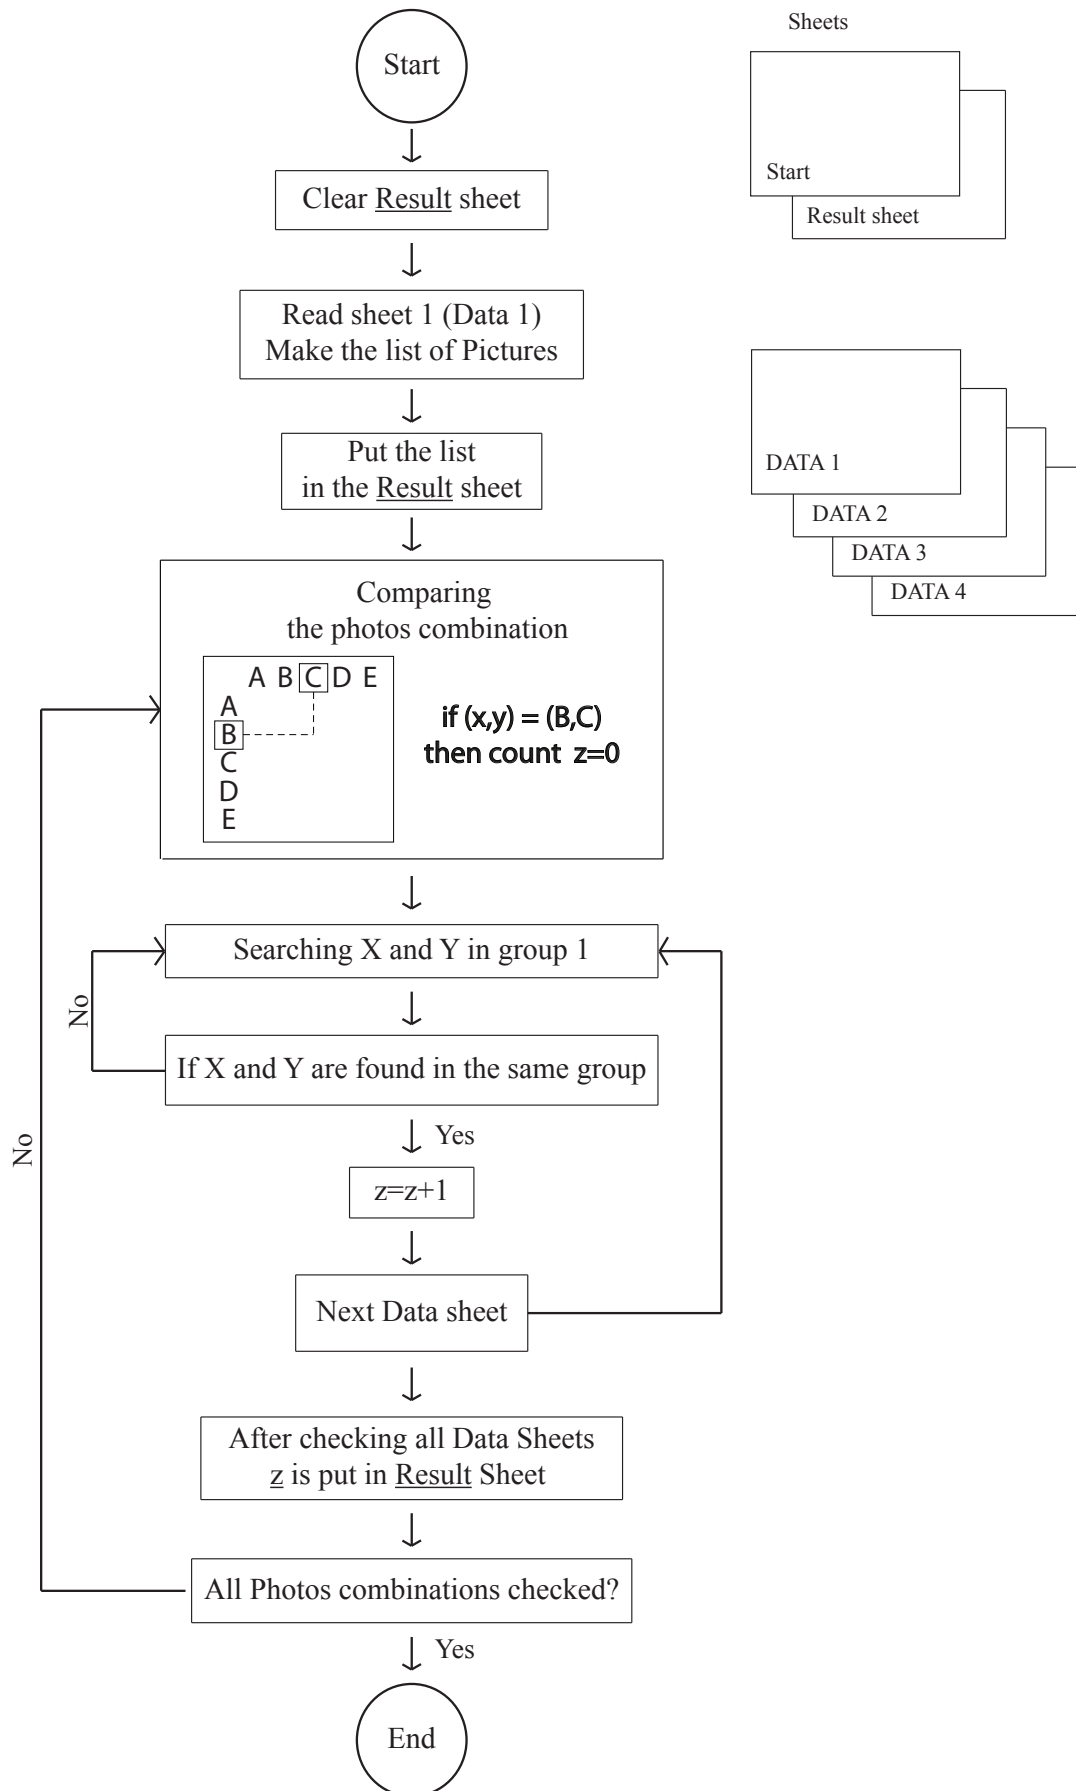 Start
Clear Result sheet
Read sheet 1 (Data 1)
Make the list of Pictures
Put the list
in the Result sheet
Comparing
the photos combination
A B C D E
A
B
C
D
E
if (x,y) = (B,C)
then count z=0
Searching X and Y in group 1
No
If X and Y are found in the same group
Yes
No
z=z+1
Next Data sheet
After checking all Data Sheets
z is put in Result Sheet
All Photos combinations checked?
Yes
End
Sheets
Start
Result sheet
DATA 1
DATA 2
DATA 3
DATA 4